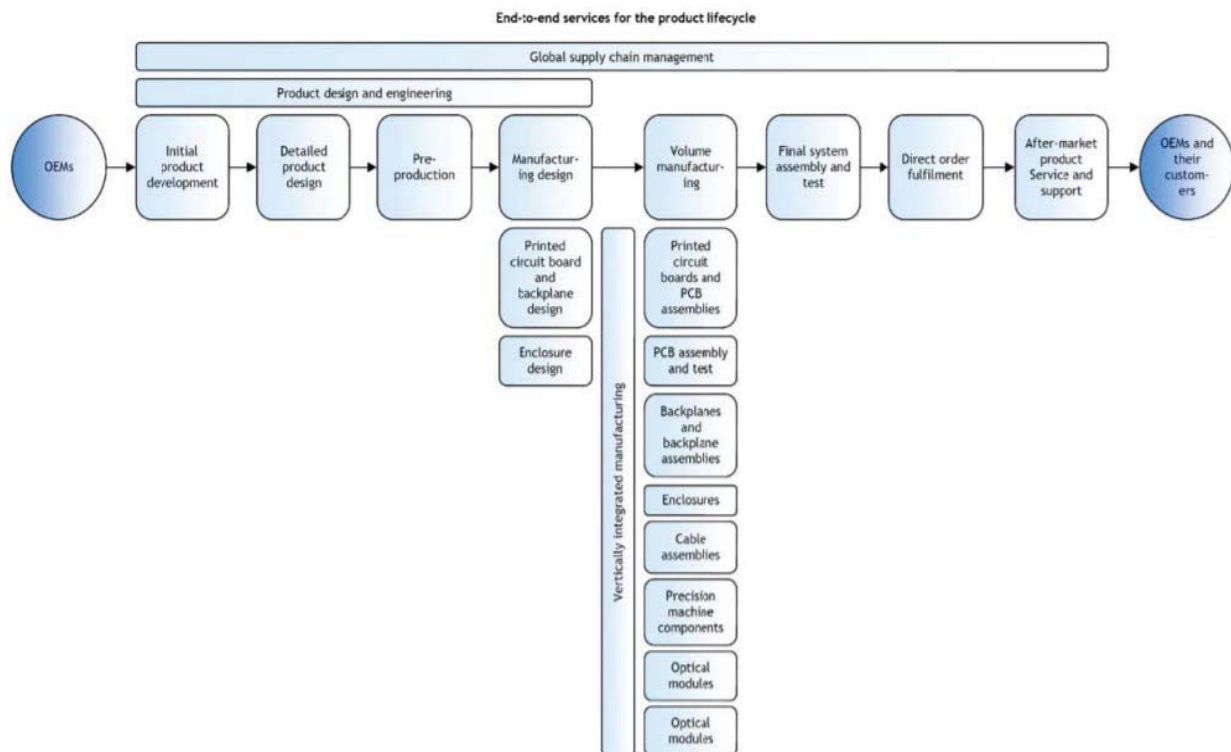 End-to-end services for the product lifecycle
Global supply chain management
Product design and engineering
OEMs
Initial
product
development
Detailed
product
design
Pre-
production
Manufactur-
ing design
Volume
manufactur-
ing
Final system
assembly and
test
Direct order
fulfilment
After-market
product
Service and
support
OEMs and
their
custom-
ers
Printed
circuit board
and
backplane
design
Enclosure
design
Vertically integrated manufacturing
Printed
circuit
boards and
PCB
assemblies
PCB assembly
and test
Backplanes
and
backplane
assemblies
Enclosures
Cable
assemblies
Precision
machine
components
Optical
modules
Optical
modules